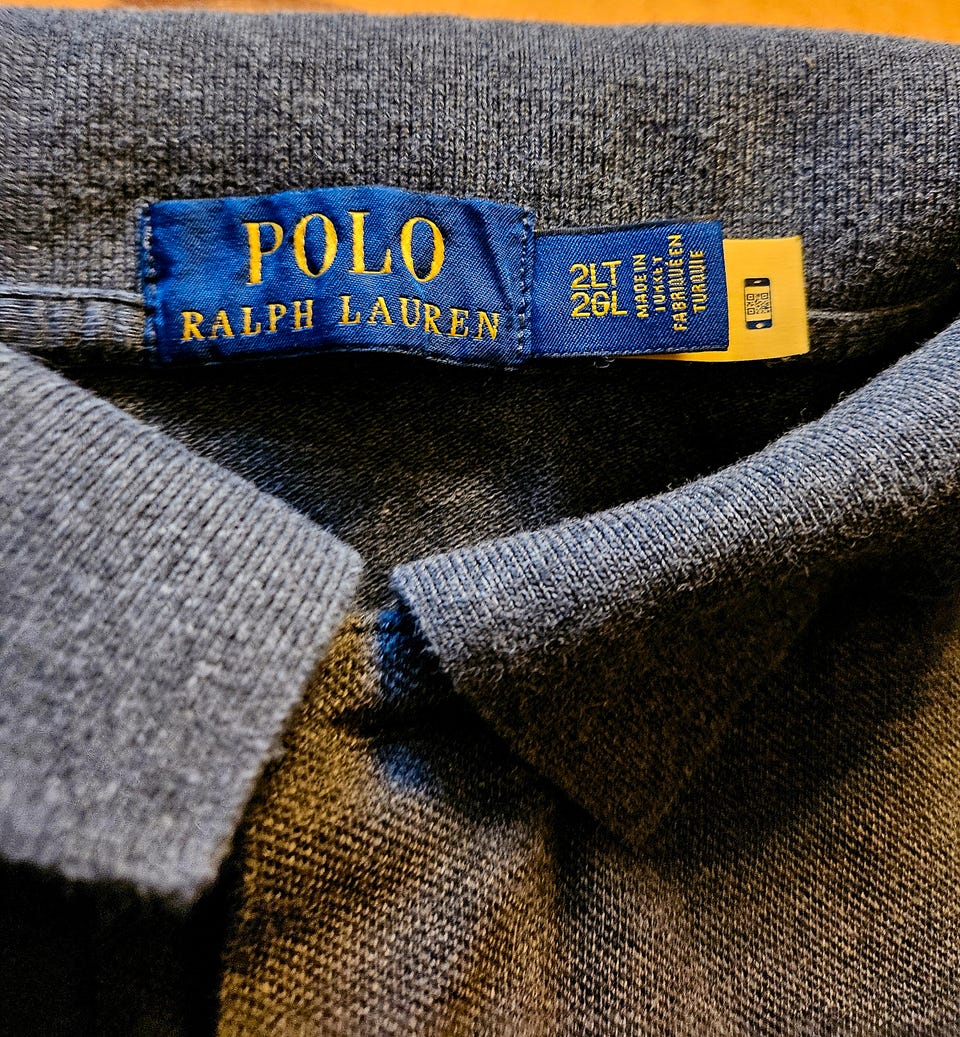 POLO
RALPH LAUREN
2LT
2GL
MADE IN
TURKEY
FABRIQUÉ EN
TURQUIE